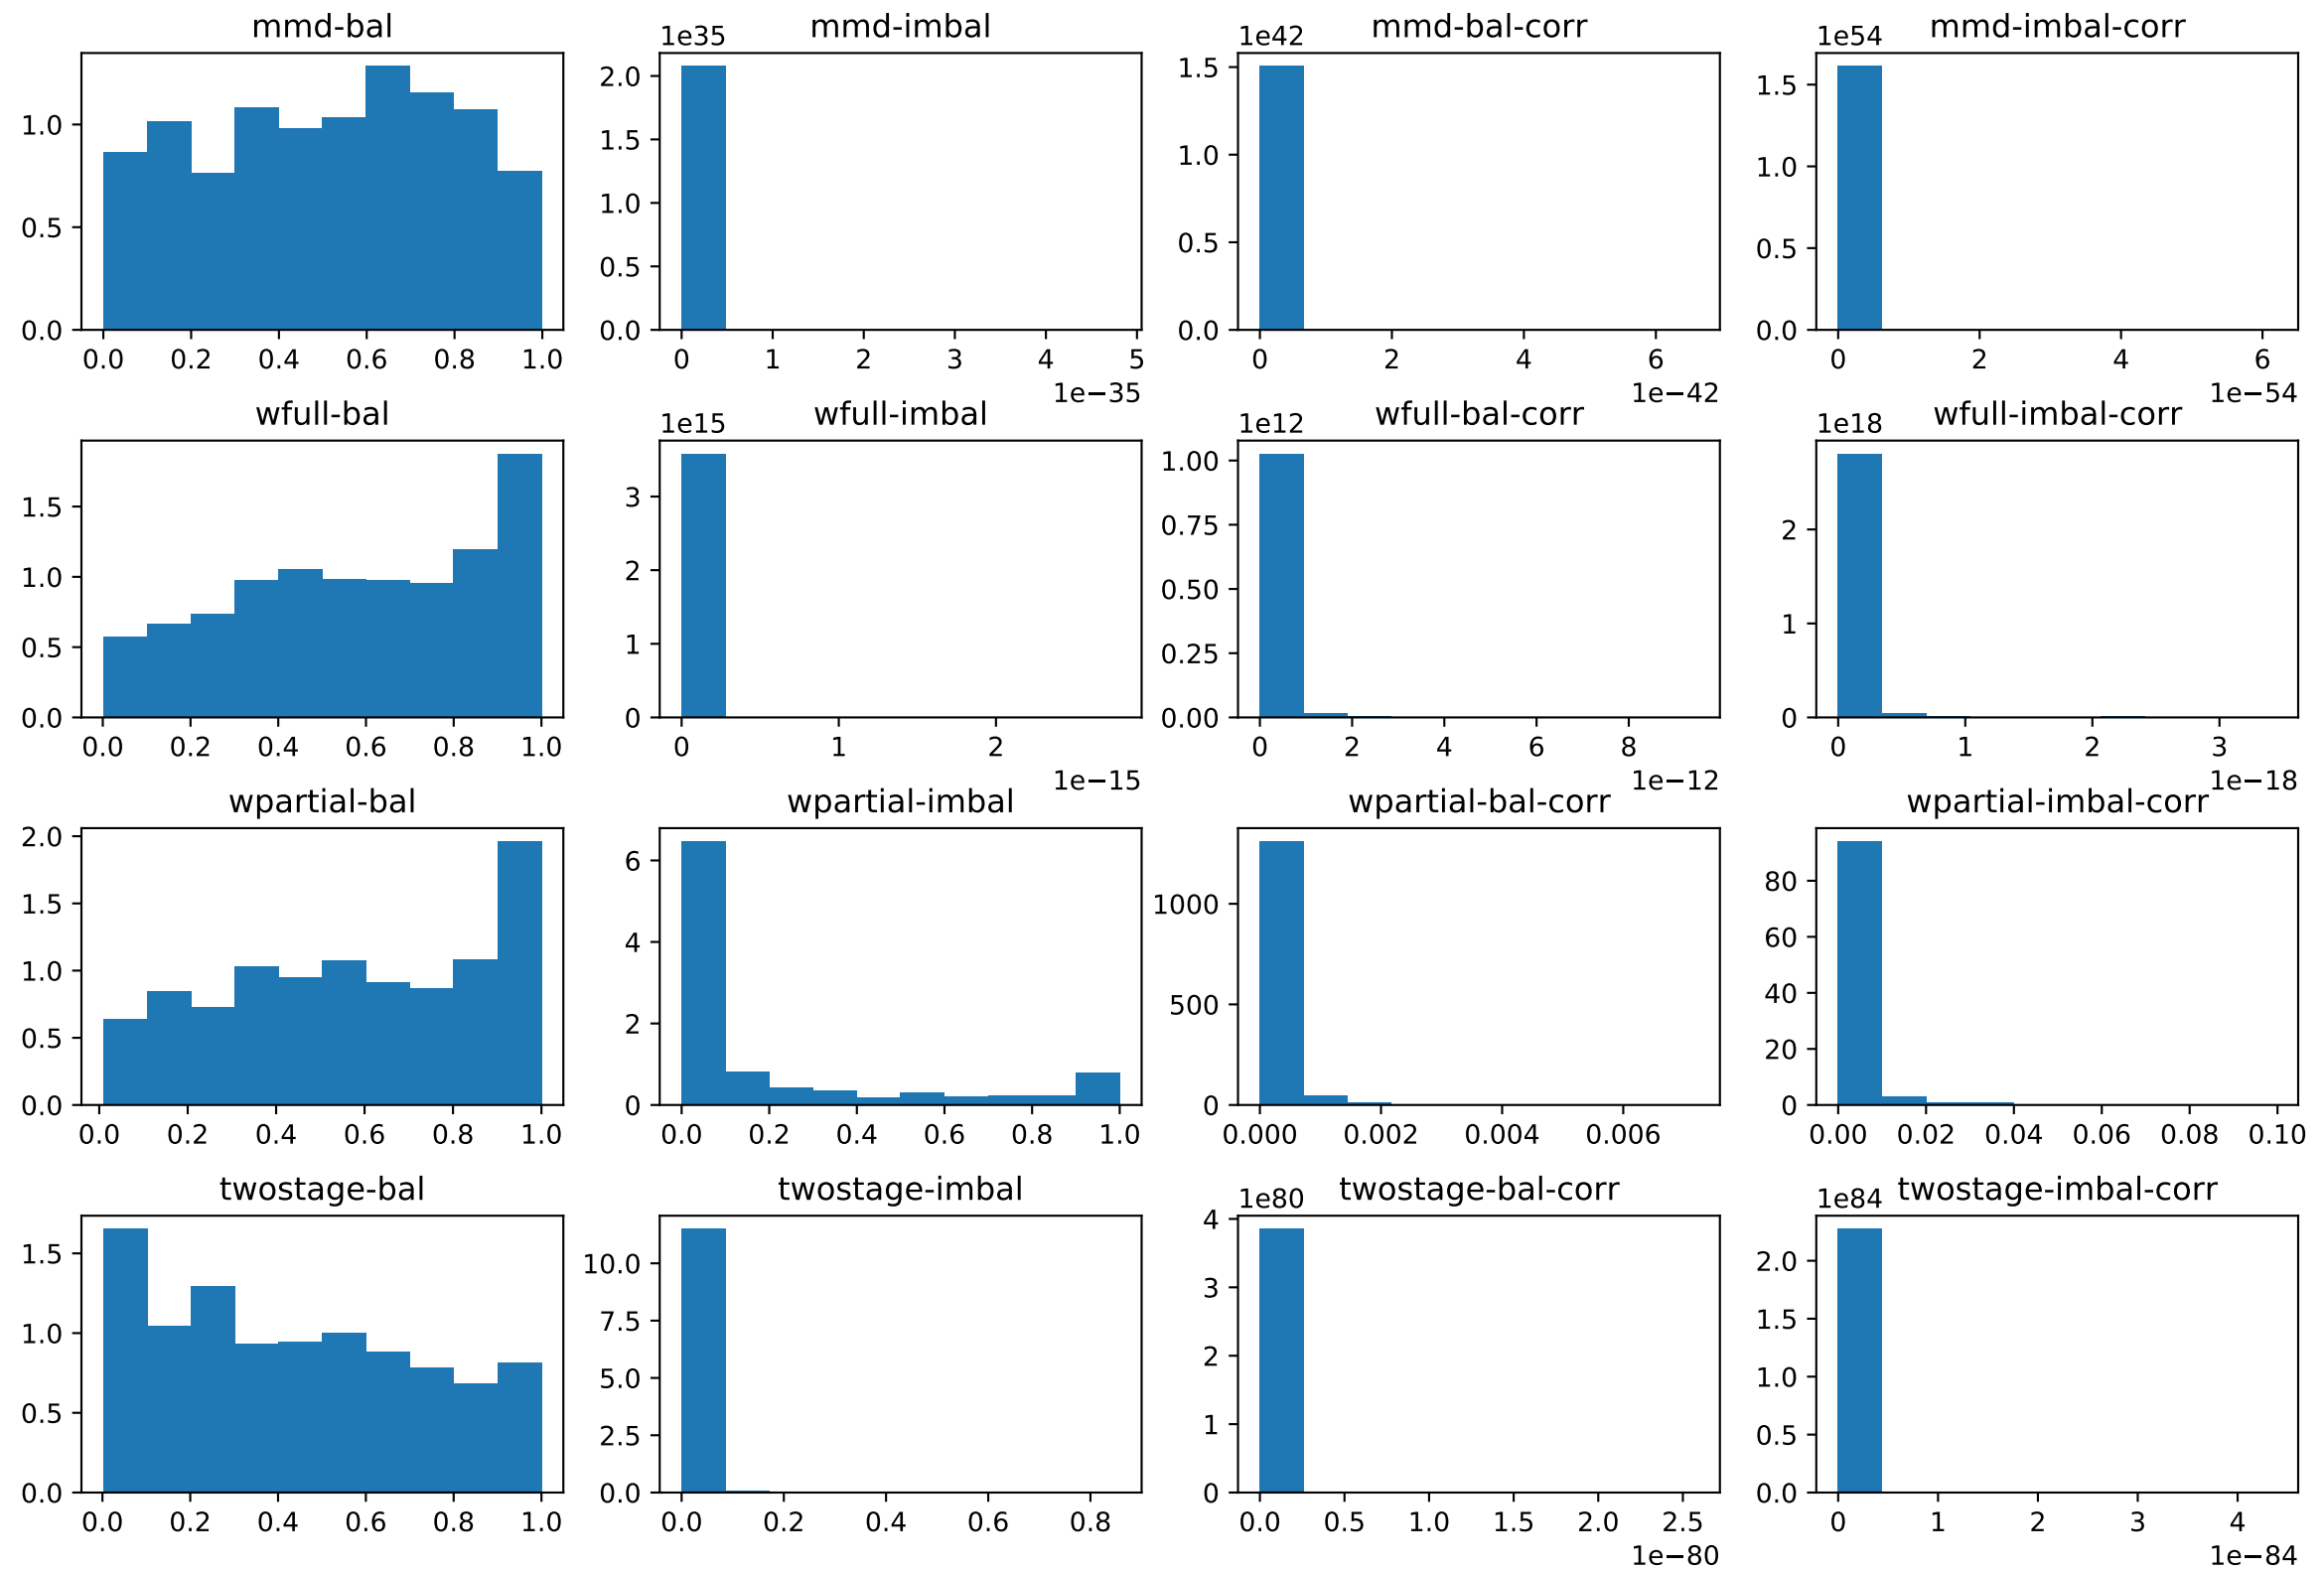 mmd-bal mmd-imbal mmd-bal-corr mmd-imbal-corr
1e35 1e42 1e54
1.0 0.5 0.0
2.0 1.5 1.0 0.5 0.0
1.5 1.0 0.5 0.0
1.5 1.0 0.5 0.0
0.0 0.2 0.4 0.6 0.8 1.0 0 1 2 3 4 5 0 2 4 6 0 2 4 6
1e−35 1e−42 1e−54
wfull-bal wfull-imbal wfull-bal-corr wfull-imbal-corr
1e15 1e12 1e18
1.5 1.0 0.5 0.0
3 2 1 0
1.00 0.75 0.50 0.25 0.00
2 1 0
0.0 0.2 0.4 0.6 0.8 1.0 0 1 2 0 2 4 6 8 0 1 2 3
1e−15 1e−12 1e−18
wpartial-bal wpartial-imbal wpartial-bal-corr wpartial-imbal-corr
2.0 1.5 1.0 0.5 0.0
6 4 2 0
1000 500 0
80 60 40 20 0
0.0 0.2 0.4 0.6 0.8 1.0 0.0 0.2 0.4 0.6 0.8 1.0 0.000 0.002 0.004 0.006 0.00 0.02 0.04 0.06 0.08 0.10
twostage-bal twostage-imbal twostage-bal-corr twostage-imbal-corr
1e80 1e84
1.5 1.0 0.5 0.0
10.0 7.5 5.0 2.5 0.0
4 3 2 1 0
2.0 1.5 1.0 0.5 0.0
0.0 0.2 0.4 0.6 0.8 1.0 0.0 0.2 0.4 0.6 0.8 0.0 0.5 1.0 1.5 2.0 2.5 0 1 2 3 4
1e−80 1e−84